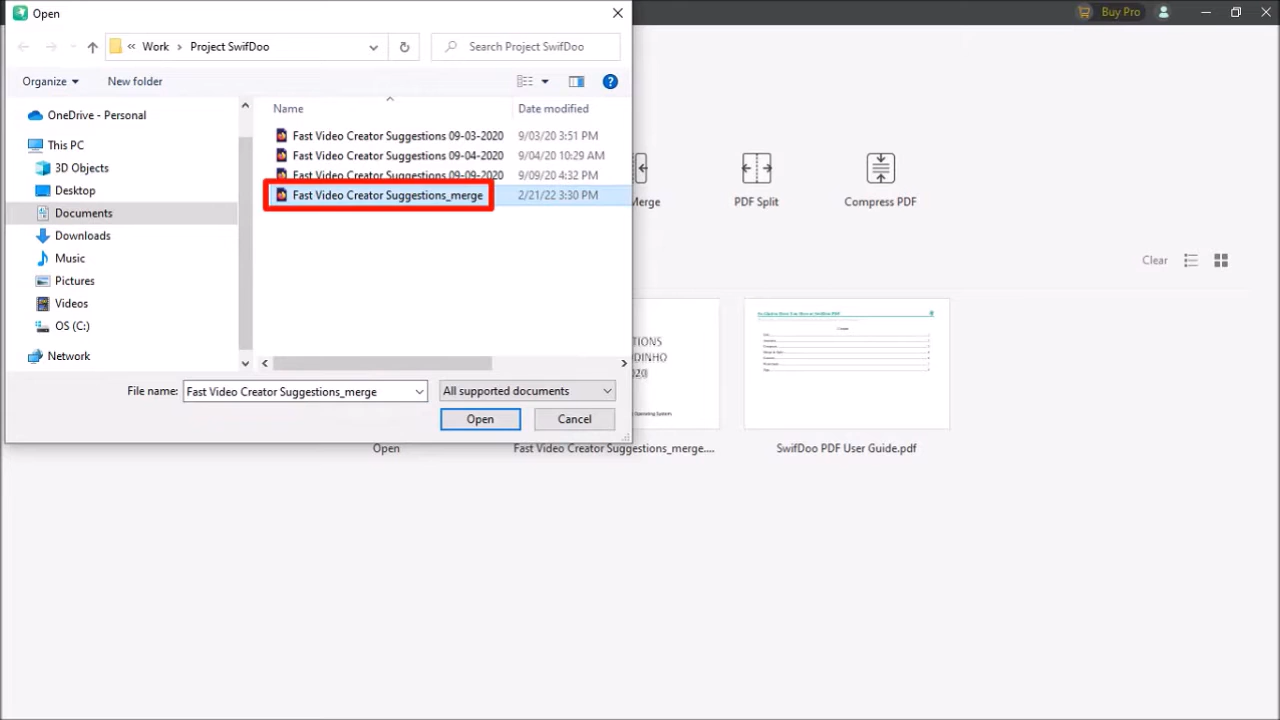 Open
Buy Pro
Work
Project SwifDoo
Search Project SwifDoo
Organize
New folder
Name
Date modified
OneDrive - Personal
This PC
3D Objects
Desktop
Documents
Downloads
Music
Pictures
Videos
OS (C:)
Network
Fast Video Creator Suggestions 09-03-2020 9/03/20 3:51 PM
Fast Video Creator Suggestions 09-04-2020 9/04/20 10:29 AM
Fast Video Creator Suggestions 09-09-2020 9/09/20 4:32 PM
Fast Video Creator Suggestions_merge 2/21/22 3:30 PM
File name: Fast Video Creator Suggestions_merge
All supported documents
Open
Cancel
Merge
PDF Split
Compress PDF
Clear
Operating System
Open
Fast Video Creator Suggestions_merge....
SwifDoo PDF User Guide.pdf